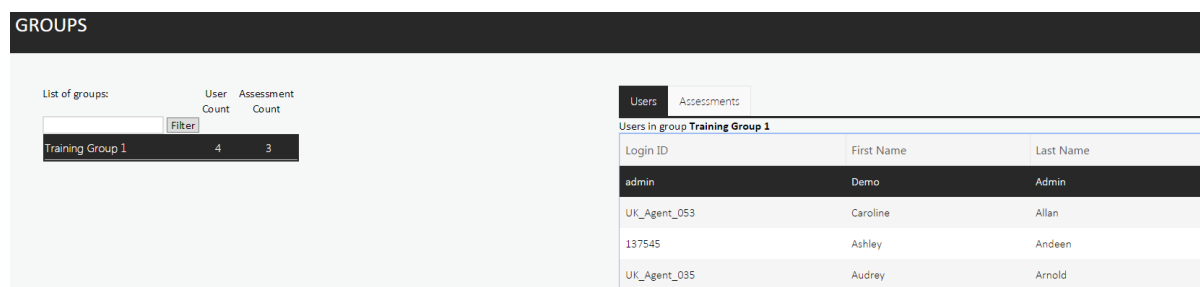 GROUPS
List of groups:
User Count
Assessment Count
Filter
Training Group 1 4 3
Users Assessments
Users in group Training Group 1
Login ID First Name Last Name
admin Demo Admin
UK_Agent_053 Caroline Allan
137545 Ashley Andeen
UK_Agent_035 Audrey Arnold